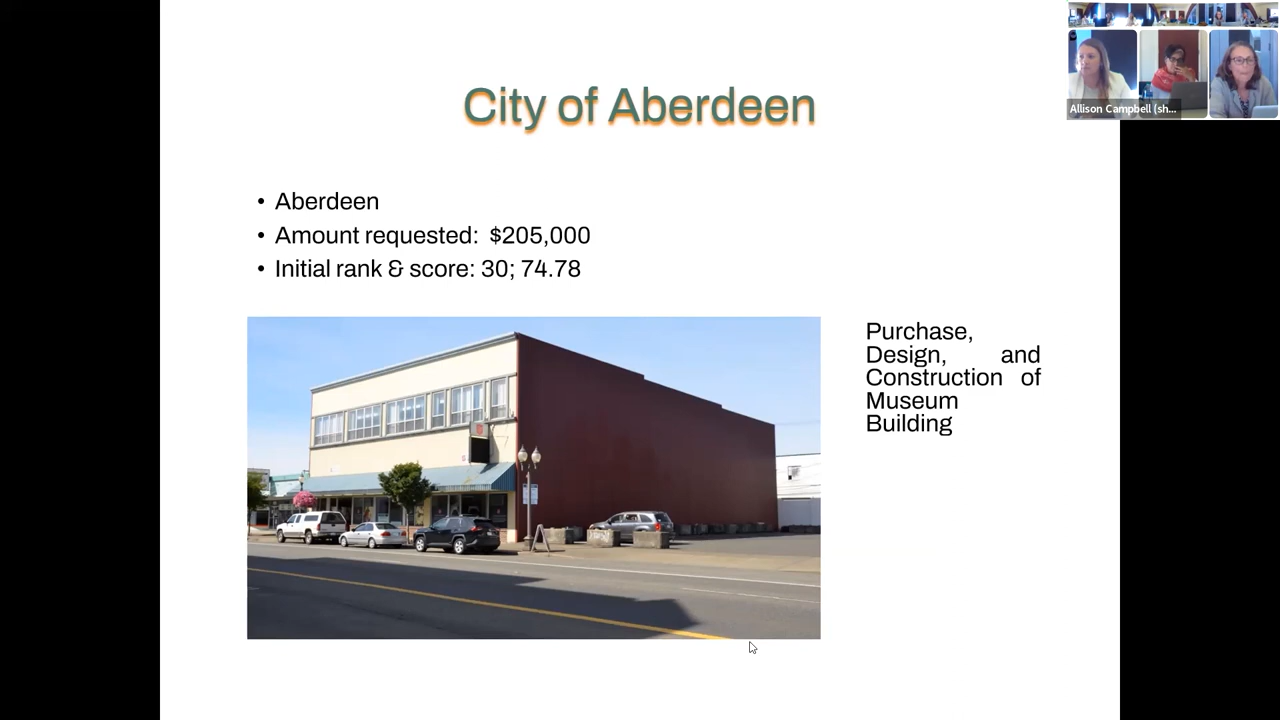 City of Aberdeen
• Aberdeen
• Amount requested: $205,000
• Initial rank & score: 30; 74.78
Purchase,
Design, and
Construction of
Museum
Building
Allison Campbell (sh...